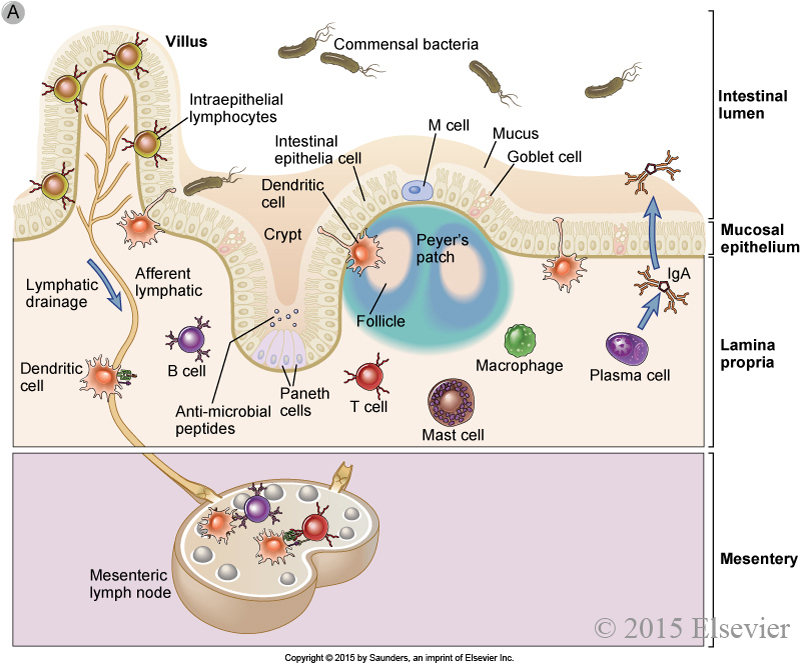 A
Villus
Commensal bacteria
Intraepithelial
lymphocytes
Intestinal
epithelia cell
M cell
Mucus
Goblet cell
Dendritic
cell
Crypt
Peyer's
patch
Follicle
Intestinal
lumen
Mucosal
epithelium
IgA
Lymphatic
drainage
Afferent
lymphatic
Dendritic
cell
B cell
Anti-microbial
peptides
Paneth
cells
T cell
Mast cell
Macrophage
Plasma cell
Lamina
propria
Mesenteric
lymph node
Mesentery
© 2015 Elsevier
Copyright © 2015 by Saunders, an imprint of Elsevier Inc.